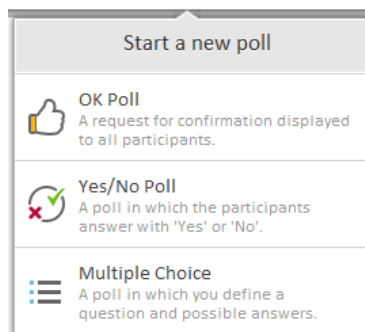 Start a new poll
OK Poll
A request for confirmation displayed
to all participants.
Yes/No Poll
A poll in which the participants
answer with 'Yes' or 'No'.
Multiple Choice
A poll in which you define a
question and possible answers.